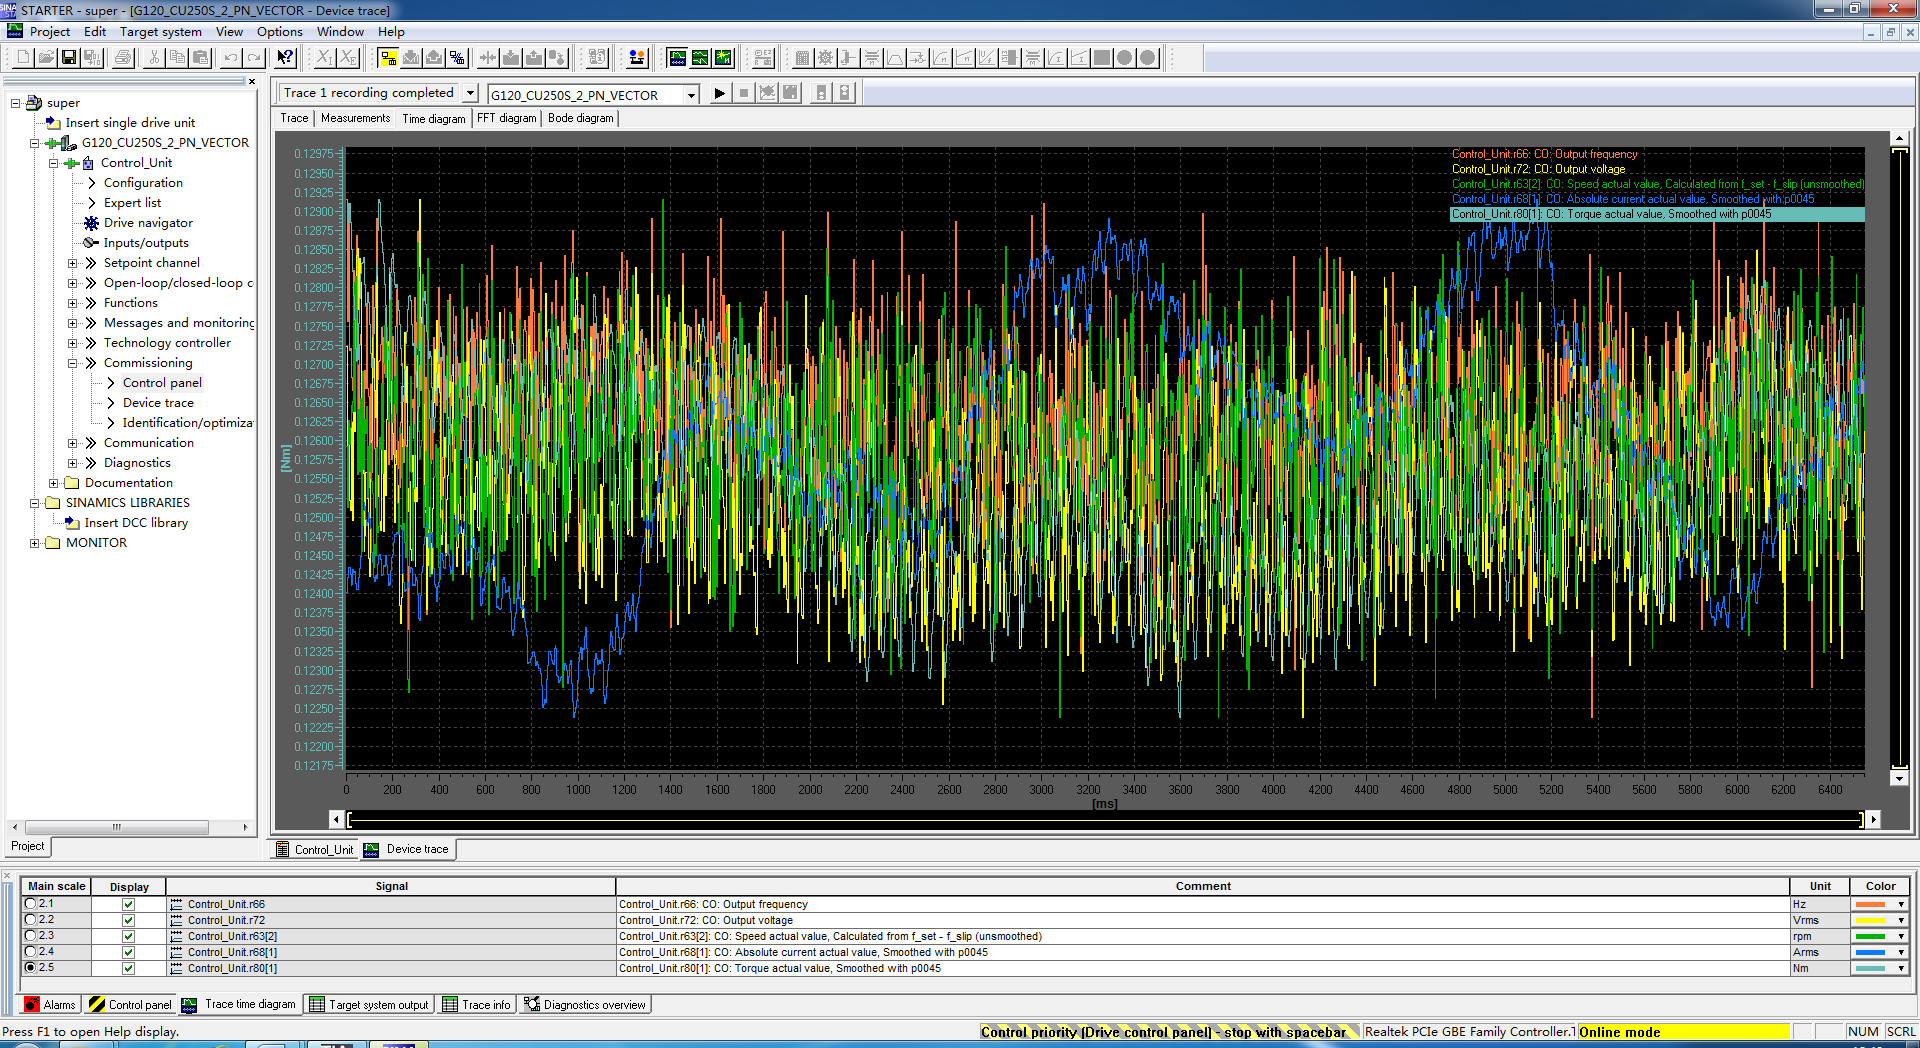 STARTER - super - [G120_CU250S_2_PN_VECTOR - Device trace]
Project Edit Target system View Options Window Help
Trace 1 recording completed
G120_CU250S_2_PN_VECTOR
Trace Measurements Time diagram FFT diagram Bode diagram
super
Insert single drive unit
G120_CU250S_2_PN_VECTOR
Control_Unit
Configuration
Expert list
Drive navigator
Inputs/outputs
Setpoint channel
Open-loop/closed-loop c
Functions
Messages and monitoring
Technology controller
Commissioning
Control panel
Device trace
Identification/optimiza
Communication
Diagnostics
Documentation
SINAMICS LIBRARIES
Insert DCC library
MONITOR
Project
Control_Unit.r66: CO: Output frequency
Control_Unit.r72: CO: Output voltage
Control_Unit.r63[2]: CO: Speed actual value, Calculated from f_set - f_slip (unsmoothed)
Control_Unit.r68[1]: CO: Absolute current actual value, Smoothed with p0045
Control_Unit.r80[1]: CO: Torque actual value, Smoothed with p0045
0.12975
0.12950
0.12925
0.12900
0.12875
0.12850
0.12825
0.12800
0.12775
0.12750
0.12725
0.12700
0.12675
0.12650
0.12625
0.12600
0.12575
0.12550
0.12525
0.12500
0.12475
0.12450
0.12425
0.12400
0.12375
0.12350
0.12325
0.12300
0.12275
0.12250
0.12225
0.12200
0.12175
[Nm]
0 200 400 600 800 1000 1200 1400 1600 1800 2000 2200 2400 2600 2800 3000 3200 3400 3600 3800 4000 4200 4400 4600 4800 5000 5200 5400 5600 5800 6000 6200 6400
[ms]
Control_Unit Device trace
Main scale Display Signal Comment Unit Color
2.1 Control_Unit.r66 Control_Unit.r66: CO: Output frequency Hz
2.2 Control_Unit.r72 Control_Unit.r72: CO: Output voltage Vrms
2.3 Control_Unit.r63[2] Control_Unit.r63[2]: CO: Speed actual value, Calculated from f_set - f_slip (unsmoothed) rpm
2.4 Control_Unit.r68[1] Control_Unit.r68[1]: CO: Absolute current actual value, Smoothed with p0045 Arms
2.5 Control_Unit.r80[1] Control_Unit.r80[1]: CO: Torque actual value, Smoothed with p0045 Nm
Alarms Control panel Trace time diagram Target system output Trace info Diagnostics overview
Press F1 to open Help display.
Control priority [Drive control panel] - stop with spacebar
Realtek PCIe GBE Family Controller.T
Online mode
NUM SCRL